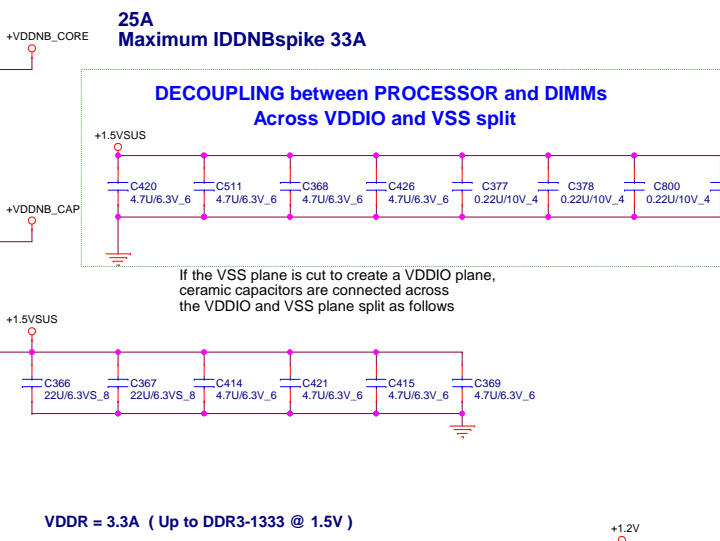 25A
+VDDNB_CORE
Maximum IDDNBspike 33A
DECOUPLING between PROCESSOR and DIMMs
Across VDDIO and VSS split
+1.5VSUS
C420
4.7U/6.3V_6
C511
4.7U/6.3V_6
C368
4.7U/6.3V_6
C426
4.7U/6.3V_6
C377
0.22U/10V_4
C378
0.22U/10V_4
C800
0.22U/10V_4
+VDDNB_CAP
If the VSS plane is cut to create a VDDIO plane,
ceramic capacitors are connected across
the VDDIO and VSS plane split as follows
+1.5VSUS
C366
22U/6.3VS_8
C367
22U/6.3VS_8
C414
4.7U/6.3V_6
C421
4.7U/6.3V_6
C415
4.7U/6.3V_6
C369
4.7U/6.3V_6
VDDR = 3.3A ( Up to DDR3-1333 @ 1.5V )
+1.2V